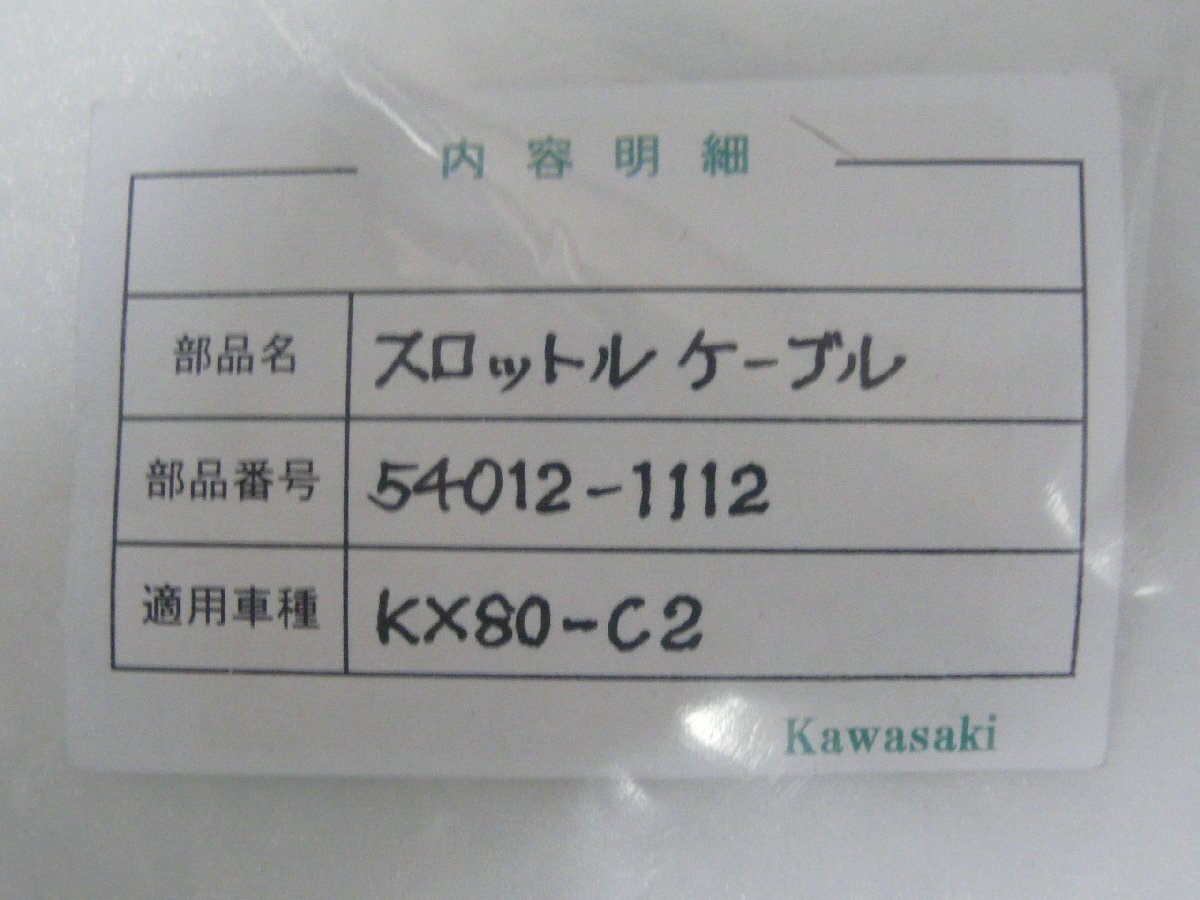 内容明細
部品名 スロットル ケーブル
部品番号 54012-1112
適用車種 KX80-C2
Kawasaki